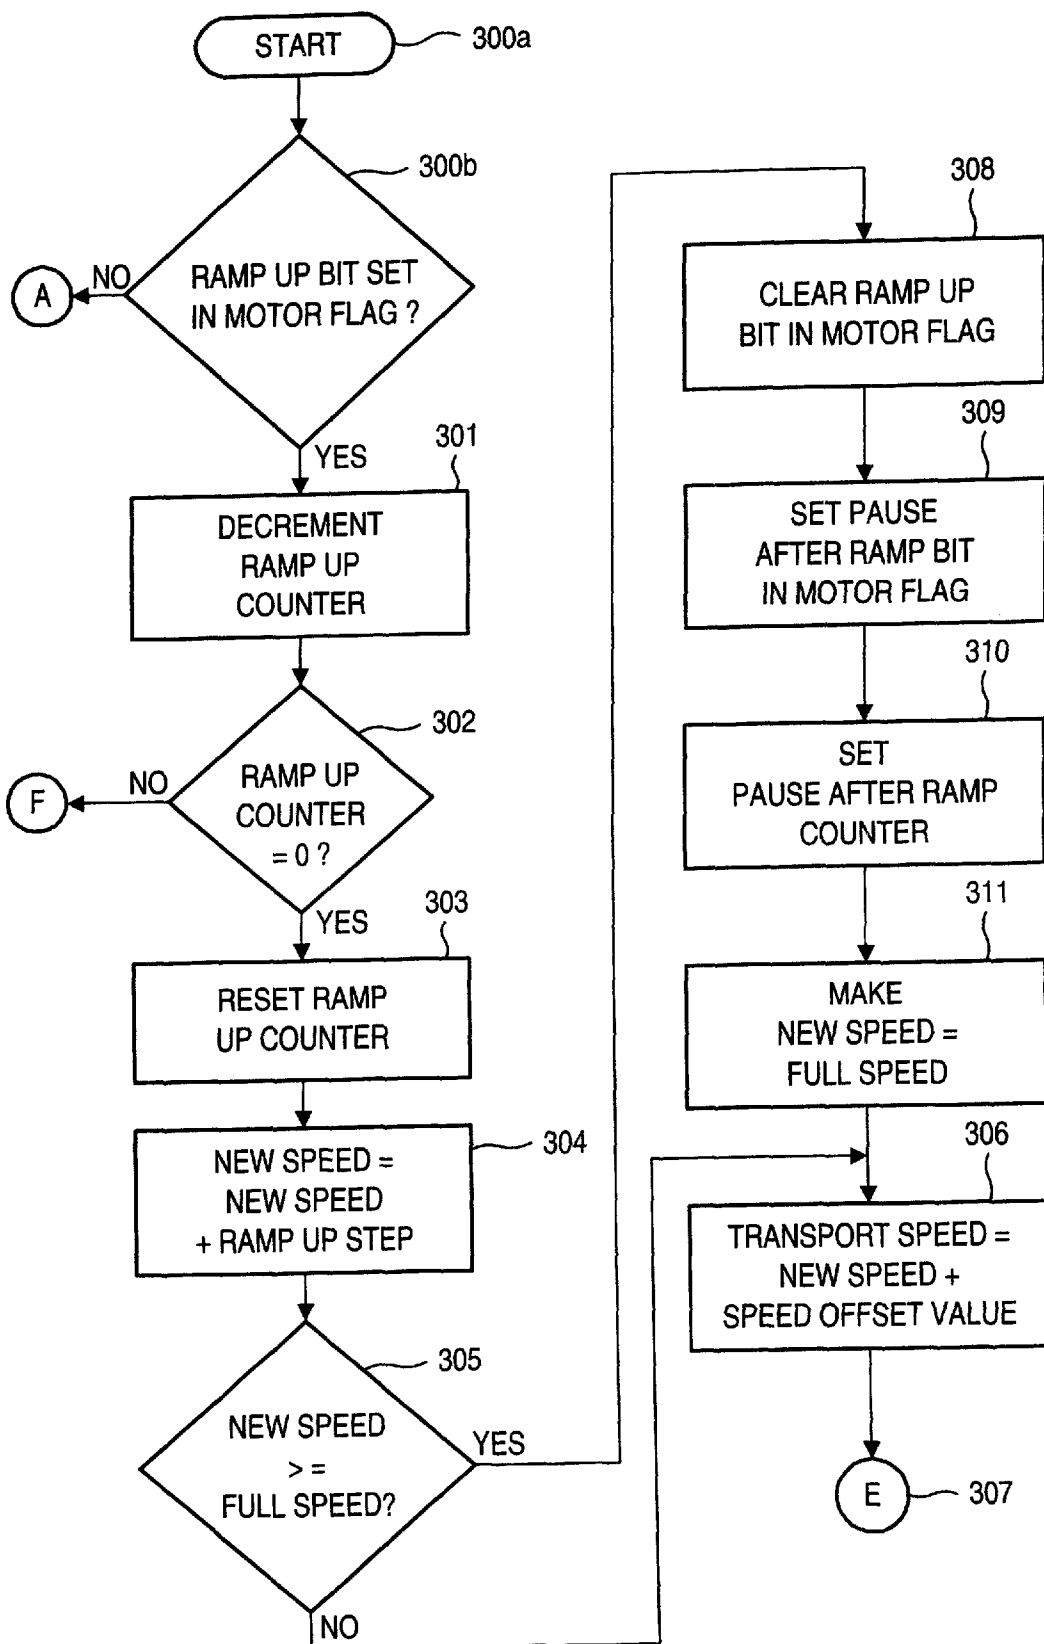 START
300a
300b
RAMP UP BIT SET
IN MOTOR FLAG ?
NO
A
YES
301
DECREMENT
RAMP UP
COUNTER
302
RAMP UP
COUNTER
= 0 ?
NO
F
YES
303
RESET RAMP
UP COUNTER
304
NEW SPEED =
NEW SPEED
+ RAMP UP STEP
305
NEW SPEED
> =
FULL SPEED?
YES
NO
308
CLEAR RAMP UP
BIT IN MOTOR FLAG
309
SET PAUSE
AFTER RAMP BIT
IN MOTOR FLAG
310
SET
PAUSE AFTER RAMP
COUNTER
311
MAKE
NEW SPEED =
FULL SPEED
306
TRANSPORT SPEED =
NEW SPEED +
SPEED OFFSET VALUE
E
307